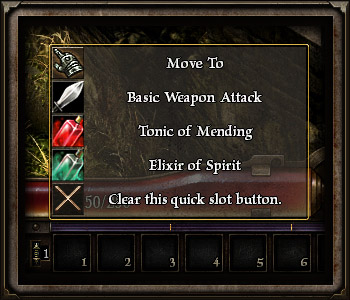 Move To
Basic Weapon Attack
Tonic of Mending
Elixir of Spirit
Clear this quick slot button.
1 1 2 3 4 5 6